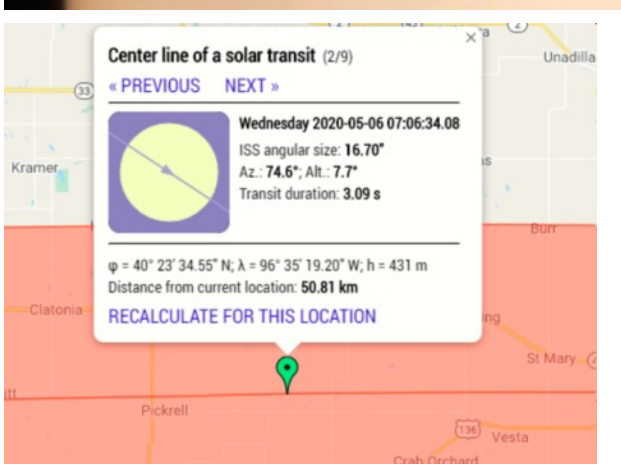 Center line of a solar transit (2/9)
« PREVIOUS NEXT »
Wednesday 2020-05-06 07:06:34.08
ISS angular size: 16.70"
Az.: 74.6°; Alt.: 7.7°
Transit duration: 3.09 s
φ = 40° 23' 34.55" N; λ = 96° 35' 19.20" W; h = 431 m
Distance from current location: 50.81 km
RECALCULATE FOR THIS LOCATION
Unadilla
33
Kramer
Burr
Clatonia
St Mary
Pickrell
136
Vesta
Crab Orchard